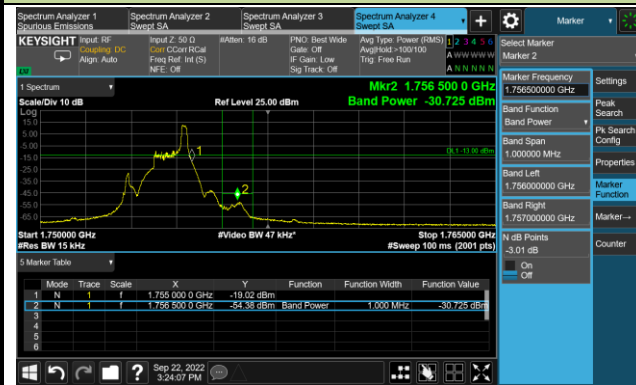 Spectrum Analyzer 1
Spurious Emissions
Spectrum Analyzer 2
Swept SA
Spectrum Analyzer 3
Swept SA
Spectrum Analyzer 4
Swept SA
+
Marker
KEYSIGHT
Input: RF
Coupling: DC
Align: Auto
Input Z: 50 Ω
Corr CCorr RCal
Freq Ref: Int (S)
NFE: Off
#Atten: 16 dB
PNO: Best Wide
Gate: Off
IF Gain: Low
Sig Track: Off
Avg Type: Power (RMS)
Avg|Hold:>100/100
Trig: Free Run
1 2 3 4 5 6
A W W W W W
A N N N N N
Select Marker
Marker 2
1 Spectrum
Scale/Div 10 dB
Log
Ref Level 25.00 dBm
Mkr2 1.756 500 0 GHz
Band Power -30.725 dBm
15.0
5.00
-5.00
-15.0
-25.0
-35.0
-45.0
-55.0
-65.0
DL1 -13.00 dBm
1
2
Start 1.750000 GHz
#Res BW 15 kHz
#Video BW 47 kHz*
Stop 1.765000 GHz
#Sweep 100 ms (2001 pts)
5 Marker Table
Mode Trace Scale X Y Function Function Width Function Value
1 N 1 f 1.755 000 0 GHz -19.02 dBm
2 N 1 f 1.756 500 0 GHz -54.38 dBm Band Power 1.000 MHz -30.725 dBm
3
4
5
6
Marker Frequency
1.756500000 GHz
Band Function
Band Power
Band Span
1.00000 MHz
Band Left
1.756000000 GHz
Band Right
1.757000000 GHz
N dB Points
-3.01 dB
On
Off
Settings
Peak
Search
Pk Search
Config
Properties
Marker
Function
Marker→
Counter
?
Sep 22, 2022
3:24:07 PM